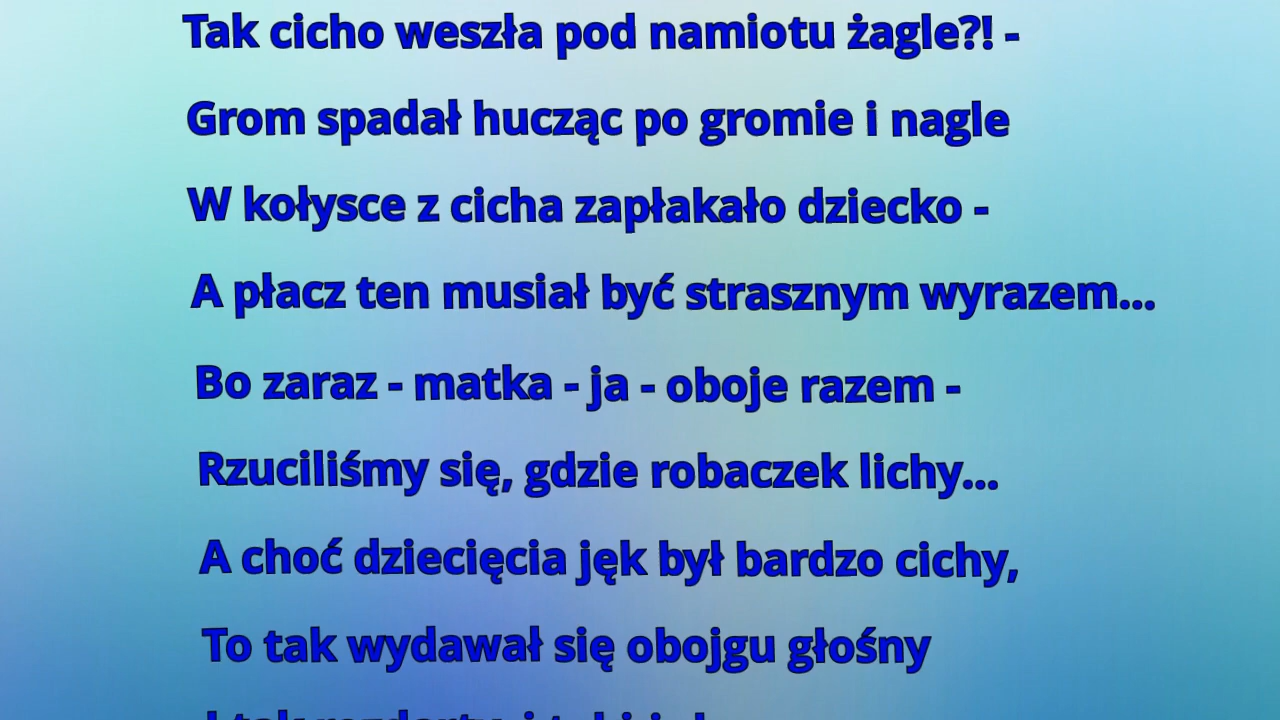 Tak cicho weszła pod namiotu żagle?! -
Grom spadał hucząc po gromie i nagle
W kołysce z cicha zapłakało dziecko -
A płacz ten musiał być strasznym wyrazem...
Bo zaraz - matka - ja - oboje razem -
Rzuciliśmy się, gdzie robaczek lichy...
A choć dziecięcia jęk był bardzo cichy,
To tak wydawał się obojgu głośny
I tak